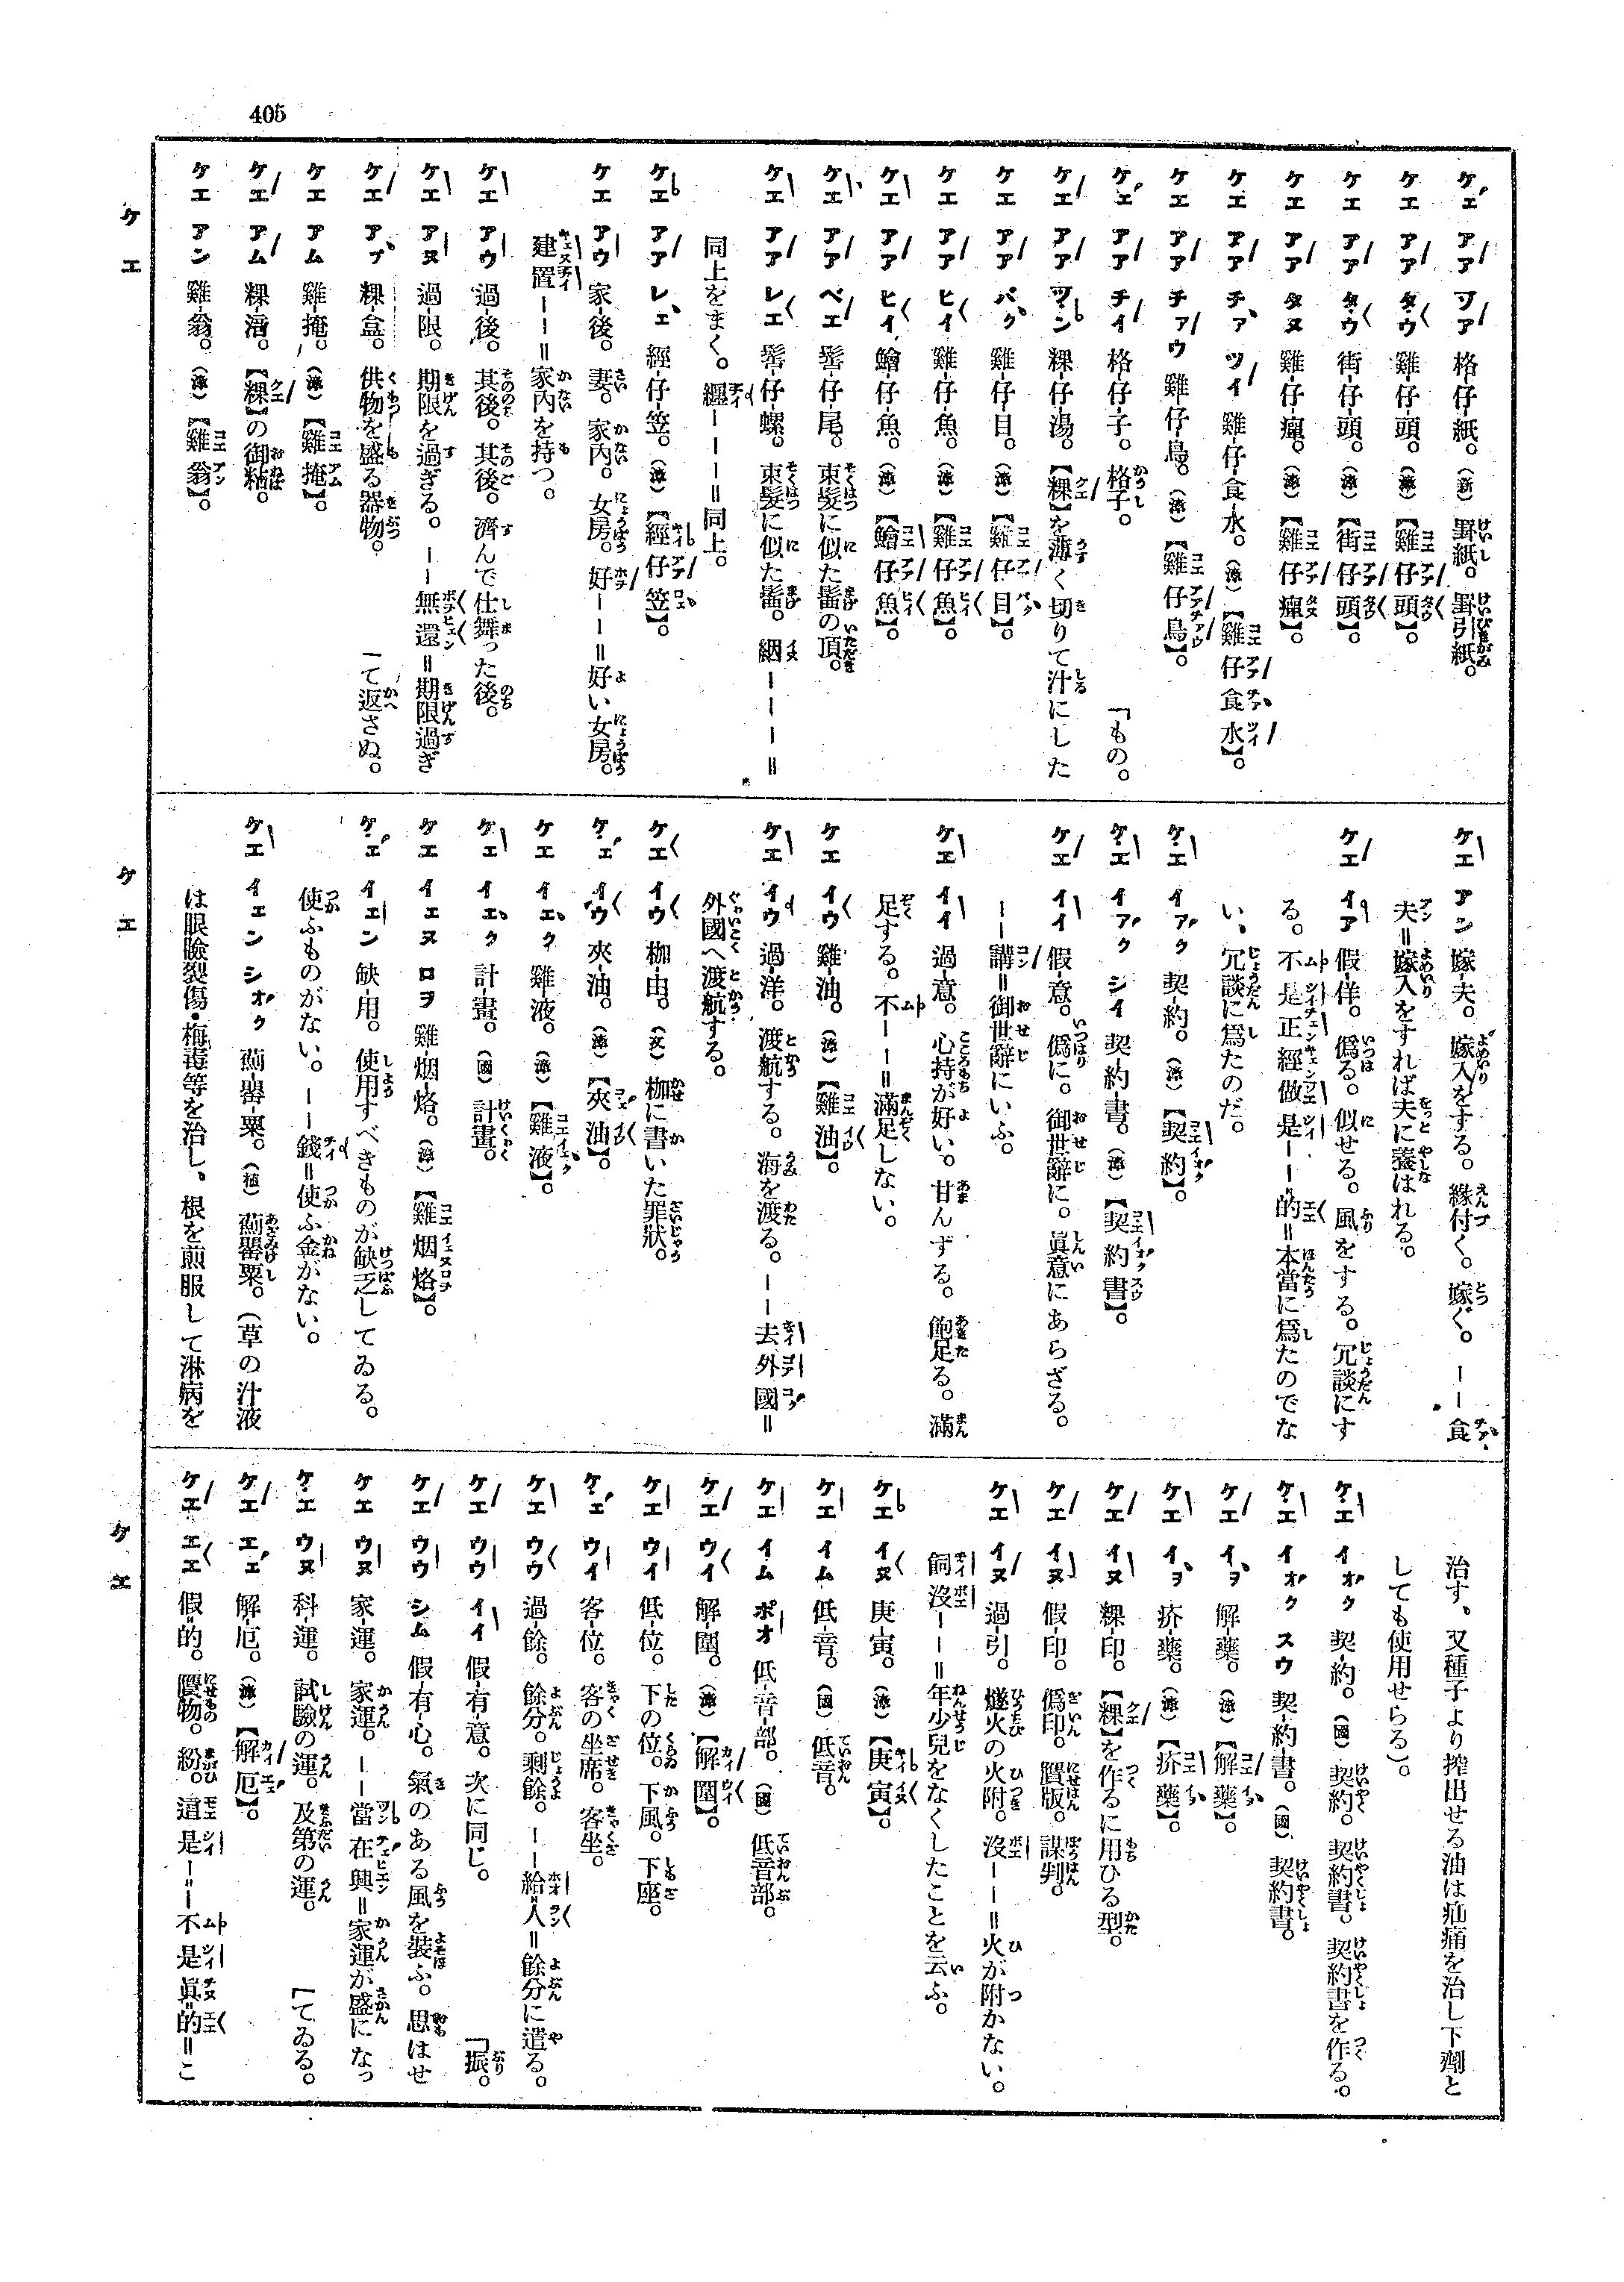 405
ケエ アア ツア 格仔紙。(新) 罫紙。罫引紙。
ケエ アア タウ 雞仔頭。(漳)【雞仔頭】。
ケエ アア タウ 街仔頭。(漳)【街仔頭】。
ケエ アア タヌ 雞仔瘟。(漳)【雞仔瘟】。
ケエ アア チァ ツイ 雞仔食水。(漳)【雞仔食水】。
ケエ アア チァウ 雞仔鳥。(漳)【雞仔鳥】。
ケエ アア チイ 格仔子。格子。 「もの。
ケエ アア 粿仔湯。【粿】を薄く切りて汁にした
ケエ アア バク 雞仔目。(漳)【雞仔目】。
ケエ アア ヒイ 雞仔魚。(漳)【雞仔魚】。
ケエ アア ヒイ 鱠仔魚。(漳)【鱠仔魚】。
ケエ アア ベエ 髻仔尾。束髮に似た髷の頂。
ケエ アア レエ 髻仔螺。束髮に似た髷。絪ーーーー=
同上をまく。ーーー=同上。
ケエ アア レェ 經仔笠。(漳)【經仔笠】。
ケエ アウ 家後。妻。家內。女房。好ーー=好い女房。
建置ーー=家內を持つ。
ケエ アウ 過後。其後。其後。濟んで仕舞った後。
ケエ アヌ 過限。期限を過ぎる。ーー無還=期限過ぎ
ケエ アプ 粿盒。供物を盛る器物。 「て返さぬ。
ケエ アム 雞掩。(漳)【雞掩】。
ケエ アム 粿。【粿】の御粘。
ケエ アン 雞翁。(漳)【雞翁】。
ケエ
ケエ アン 嫁夫。嫁入をする。緣付く。嫁ぐ。ーー食
夫=嫁入をすれば夫に養はれる。
ケエ イア 假佯。僞る。似せる。風をする。冗談にす
る。不是正經做是ーー的=本當に爲たのでな
い、冗談に爲たのだ。
ケエ イアク 契約。(漳)【契約】。
ケエ イアク シイ 契約書。(漳)【契約書】。
ケエ イイ 假意。僞に。御世辭に。眞意にあらざる。
ーー講=御世辭にいふ。
ケエ イイ 過意。心持が好い。甘んずる。飽足る。滿
足する。不ーー=滿足しない。
ケエ イウ 雞油。(漳)【雞油】。
ケエ イウ 過洋。渡航する。海を渡る。ーー去外國=
外國へ渡航する。
ケエ イウ 枷由。(文) 枷に書いた罪狀。
ケエ イウ 夾油。(漳)【夾油】。
ケエ イエク 雞液。(漳)【雞液】。
ケエ イエク 計畫。(國) 計畫。
ケエ イエヌ ロヲ 雞烟烙。(漳)【雞烟烙】。
ケエ イエン 缺用。使用すべきものが缺乏してゐる。
使ふものがない。ーー錢=使ふ金がない。
ケエ イェン シオク 薊罌粟。(植) 薊罌粟。(草の汁液
は眼瞼裂傷・梅毒等を治し、根を煎服して淋病を
ケエ
治す、又種子より搾出せる油は疝痛を治し下劑と
しても使用せらる)。
ケエ イオク 契約。(國) 契約。契約書。契約書を作る。
ケエ イオク スウ 契約書。(國) 契約書。
ケエ イヲ 解藥。(漳)【解藥】。
ケエ イヲ 疥藥。(漳)【疥藥】。
ケエ イヌ 粿印。【粿】を作るに用ひる型。
ケエ イヌ 假印。僞印。贋版。謀判。
ケエ イヌ 過引。燧火の火附。沒ーー=火が附かない。
飼沒ーー=年少兒をなくしたことを云ふ。
ケエ イヌ 庚寅。(漳)【庚寅】。
ケエ イム 低音。(國) 低音。
ケエ イム ポオ 低音部。(國) 低音部。
ケエ ウイ 解圍。(漳)【解圍】。
ケエ ウイ 低位。下の位。下風。下座。
ケエ ウイ 客位。客の坐席。客坐。
ケエ ウウ 過餘。餘分。剩餘。ーー給人=餘分に遣る。
ケエ ウウ イイ 假有意。次に同じ。 「振。
ケエ ウウ シム 假有心。氣のある風を裝ふ。思はせ
ケエ ウヌ 家運。家運。ーー當在興=家運が盛になっ
ケエ ウヌ 科運。試驗の運。及第の運。 「てゐる。
ケエ エエ 解厄。(漳)【解厄】。
ケエ エエ 假的。贋物。紛。這是ーー不是眞的=こ
ケエ